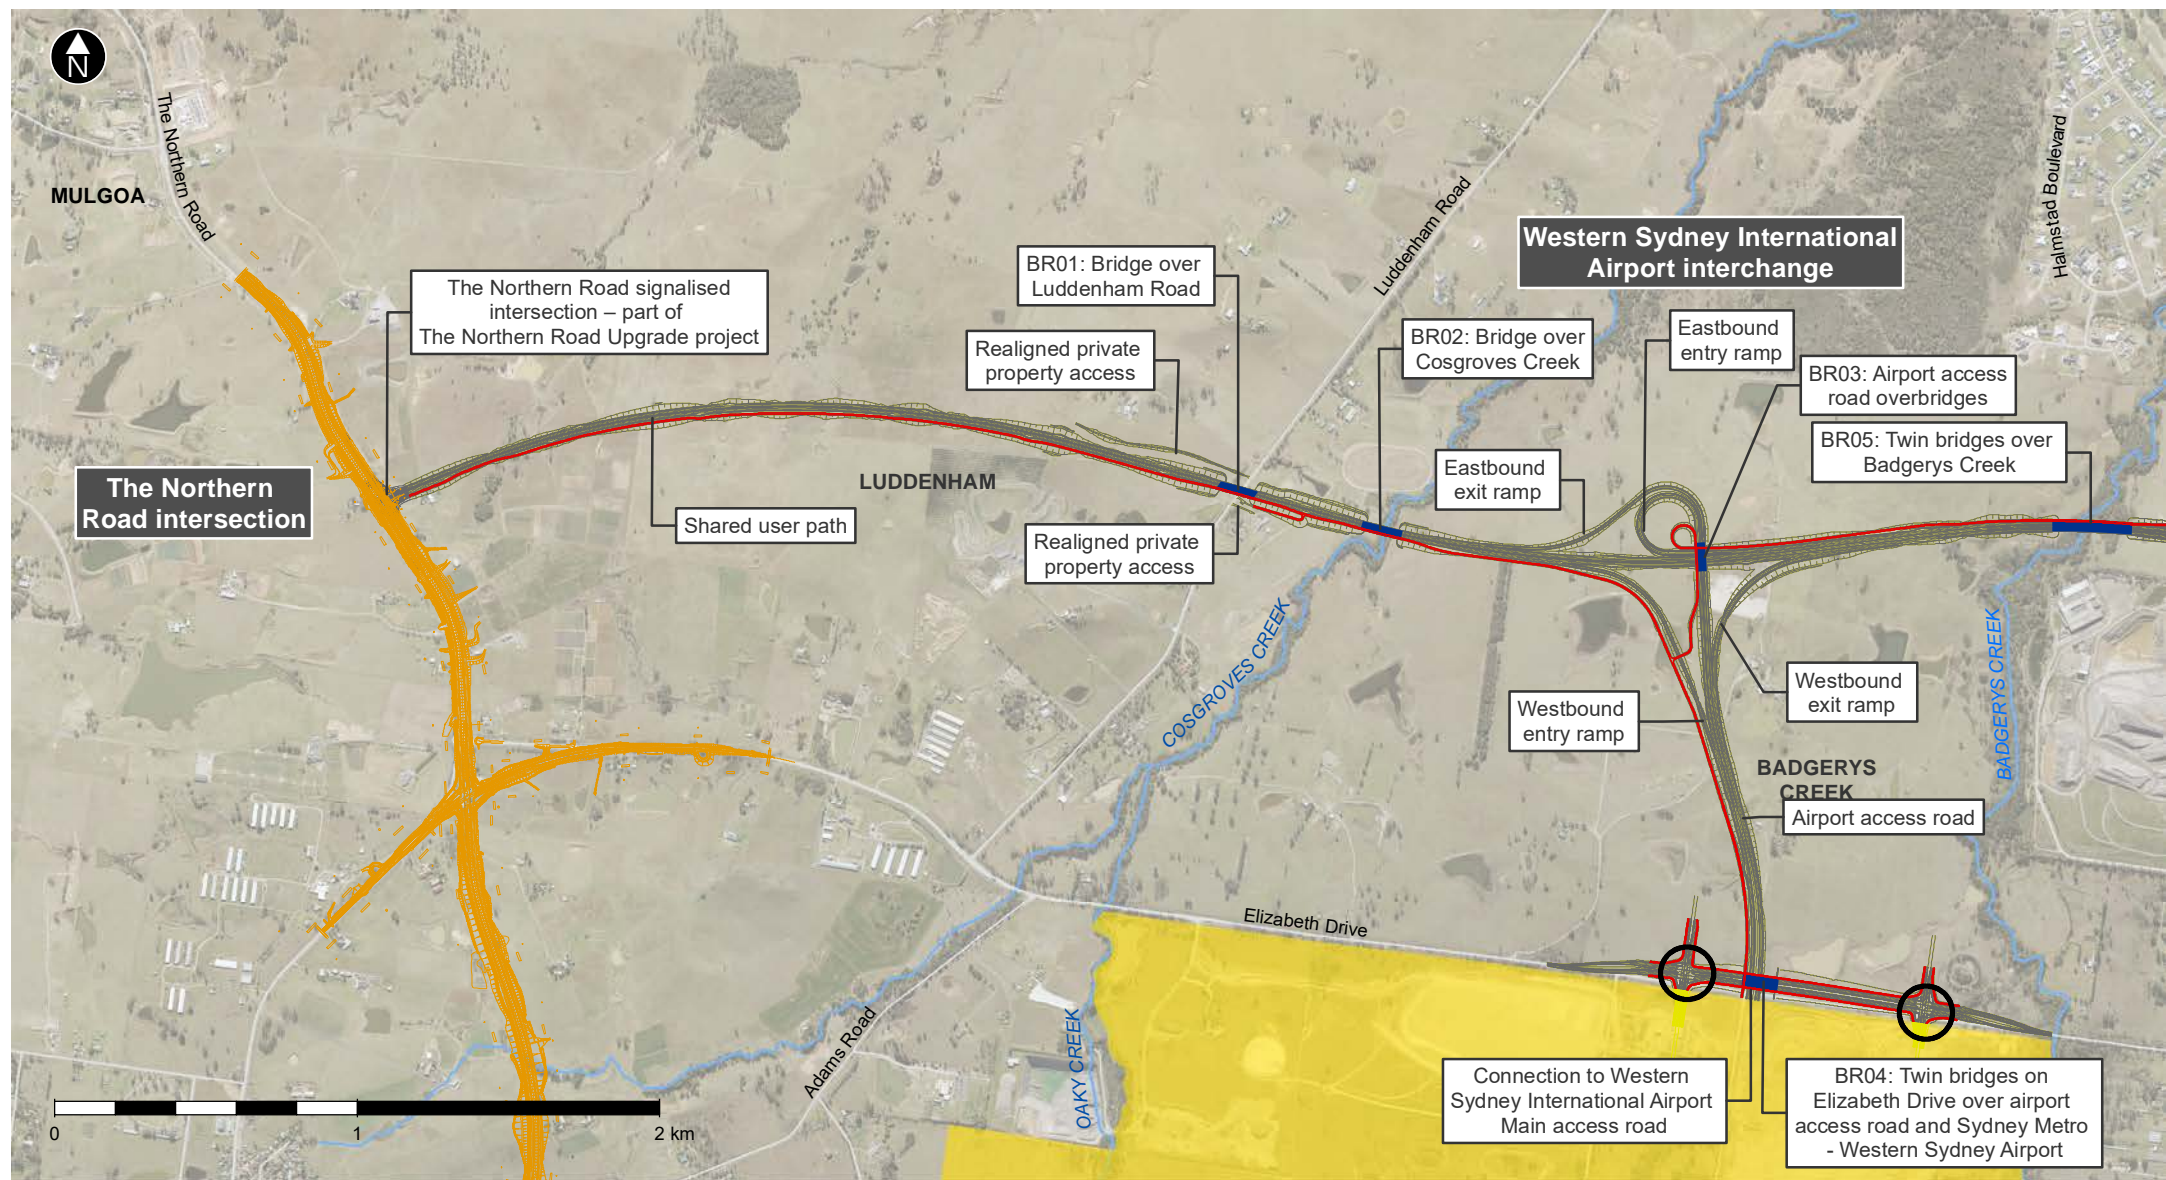 N
The Northern Road
MULGOA
The Northern Road signalised
intersection – part of
The Northern Road Upgrade project
The Northern
Road intersection
Shared user path
LUDDENHAM
Realigned private
property access
BR01: Bridge over
Luddenham Road
Realigned private
property access
Luddenham Road
BR02: Bridge over
Cosgroves Creek
Western Sydney International
Airport interchange
Eastbound
entry ramp
BR03: Airport access
road overbridges
BR05: Twin bridges over
Badgerys Creek
Eastbound
exit ramp
Halmstad Boulevard
COSGROVES CREEK
BADGERYS CREEK
Westbound
exit ramp
Westbound
entry ramp
BADGERYS
CREEK
Airport access road
Elizabeth Drive
Adams Road
OAKY CREEK
Connection to Western
Sydney International Airport
Main access road
BR04: Twin bridges on
Elizabeth Drive over airport
access road and Sydney Metro
- Western Sydney Airport
0
1
2 km